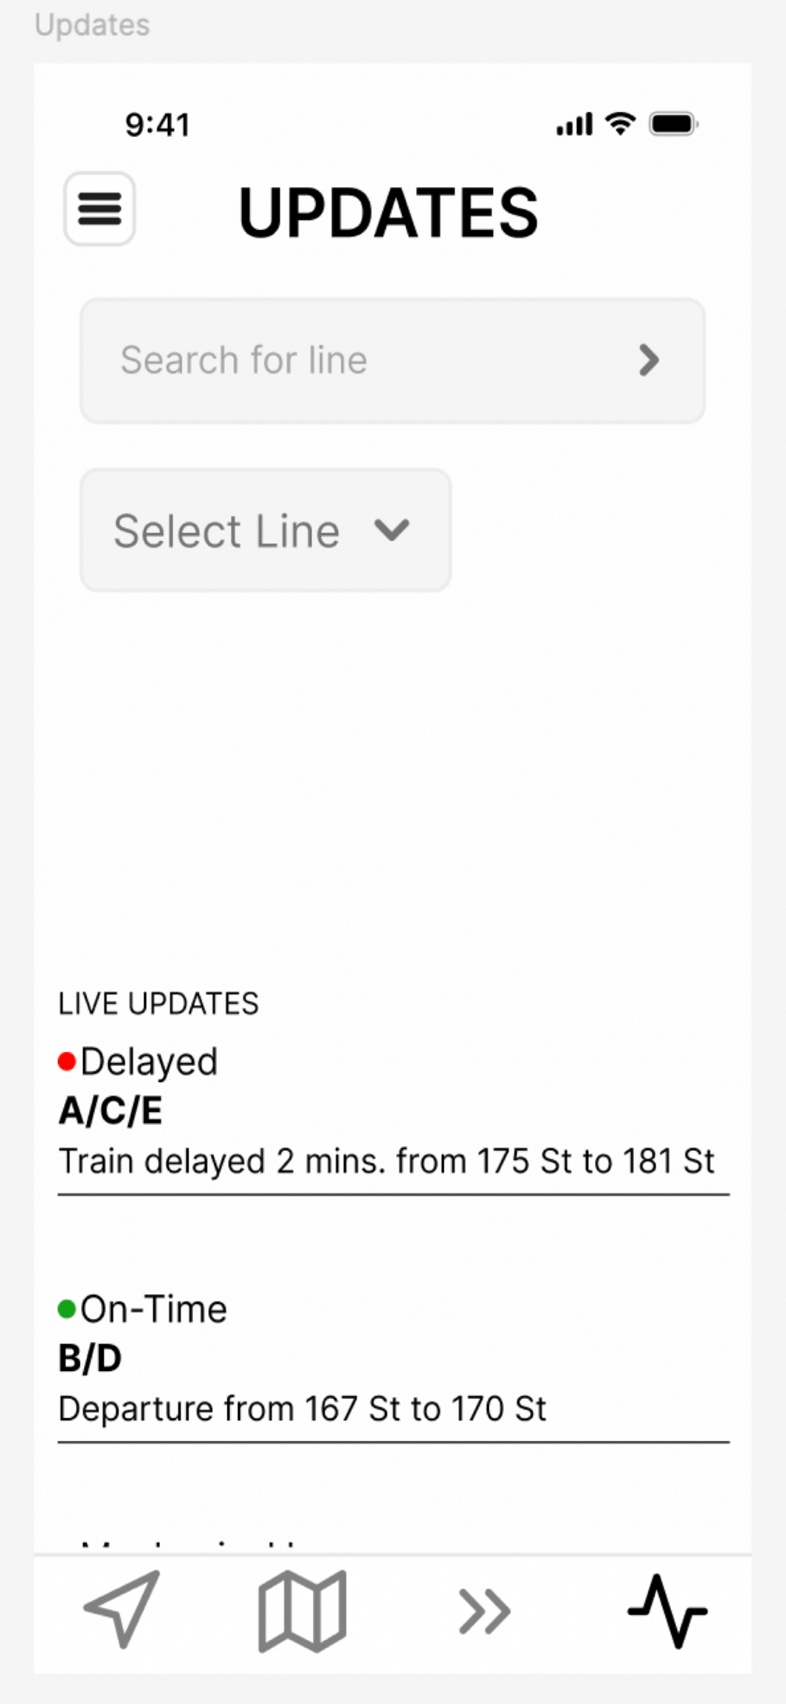 Updates
9:41
UPDATES
Search for line
Select Line
LIVE UPDATES
Delayed
A/C/E
Train delayed 2 mins. from 175 St to 181 St
On-Time
B/D
Departure from 167 St to 170 St